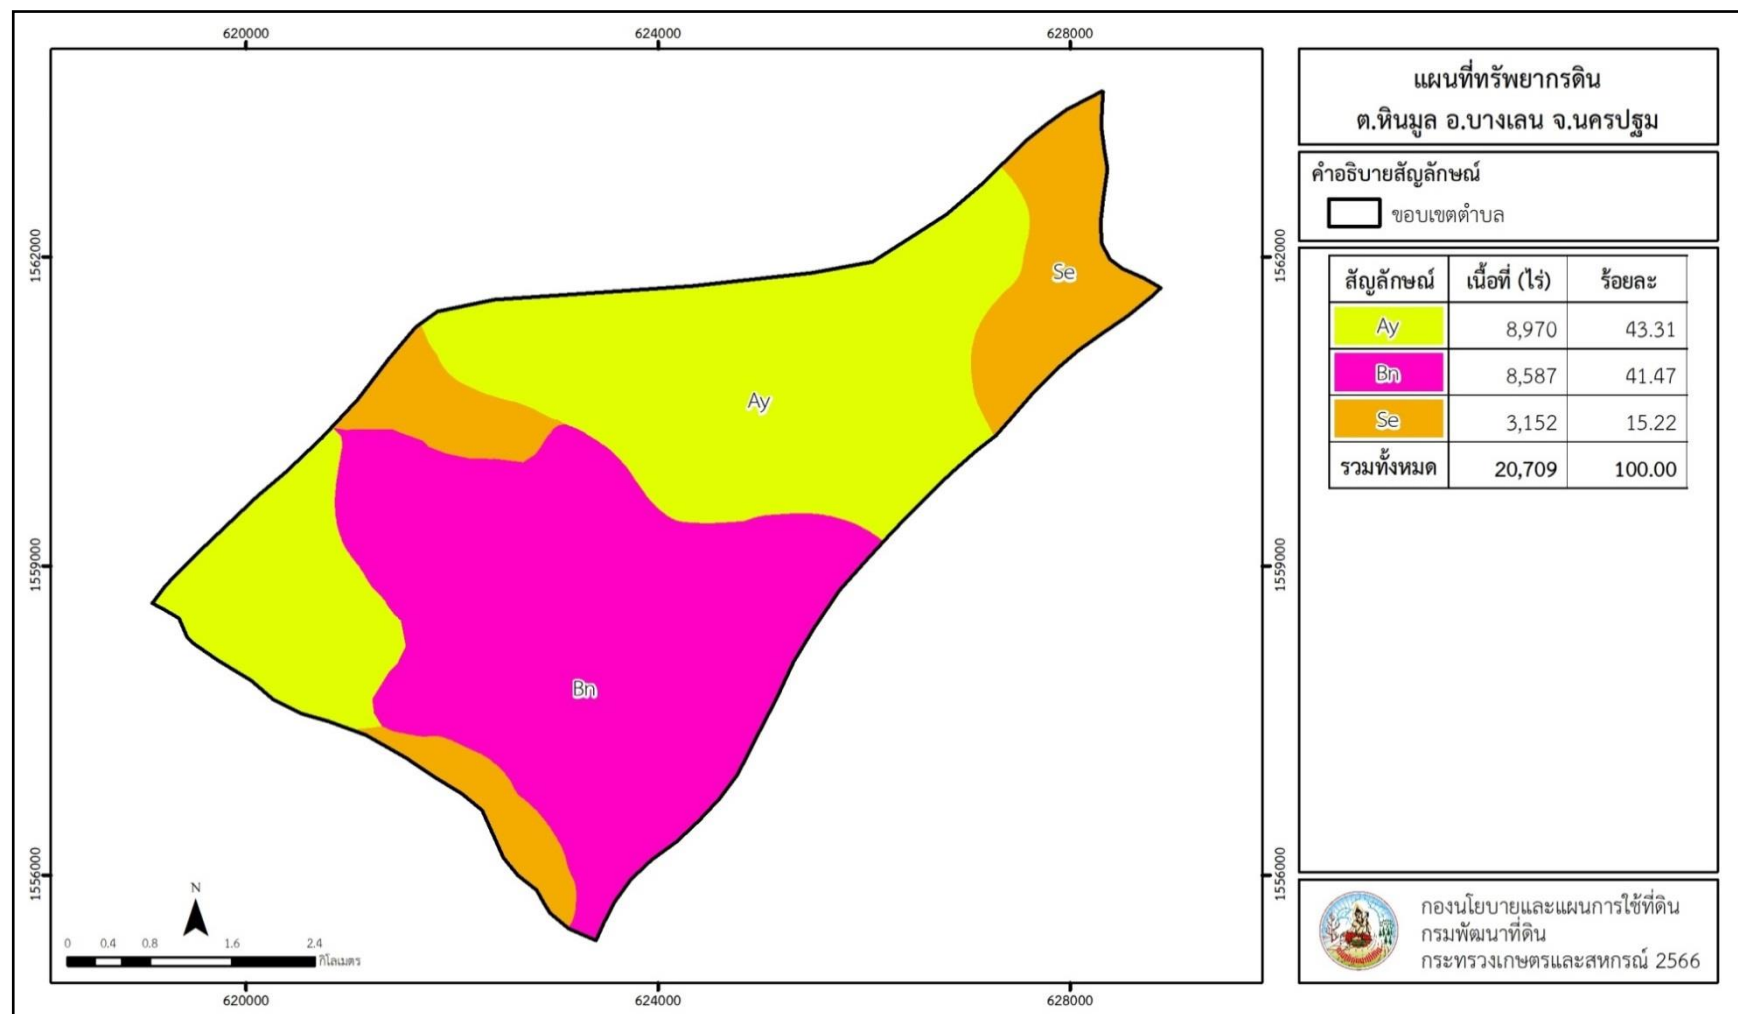 620000 624000 628000
แผนที่ทรัพยากรดิน
ต.หินมูล อ.บางเลน จ.นครปฐม
คำอธิบายสัญลักษณ์
ขอบเขตตำบล
1562000 1562000
สัญลักษณ์ เนื้อที่ (ไร่) ร้อยละ
Ay 8,970 43.31
Bn 8,587 41.47
Se 3,152 15.22
รวมทั้งหมด 20,709 100.00
Se
Ay
1559000 1559000
Bn
1556000 1556000
N
0 0.4 0.8 1.6 2.4
กิโลเมตร
กองนโยบายและแผนการใช้ที่ดิน
กรมพัฒนาที่ดิน
กระทรวงเกษตรและสหกรณ์ 2566
620000 624000 628000